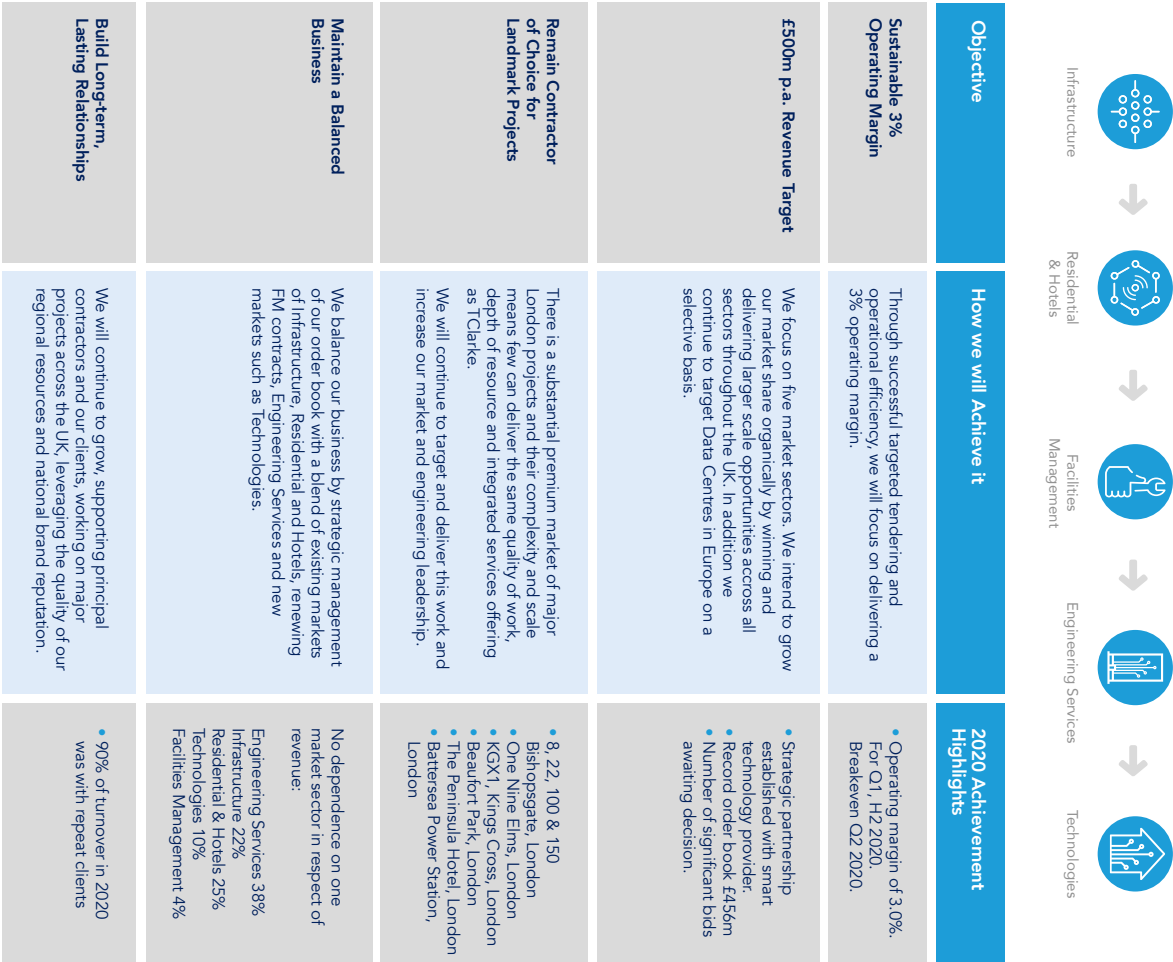 Infrastructure
Residential
& Hotels
Facilities
Management
Engineering Services
Technologies
Objective
How we will Achieve it
2020 Achievement
Highlights
Sustainable 3%
Operating Margin
Through successful targeted tendering and
operational efficiency, we will focus on delivering a
3% operating margin.
• Operating margin of 3.0%.
For Q1, H2 2020.
Breakeven Q2 2020.
£500m p.a. Revenue Target
We focus on five market sectors. We intend to grow
our market share organically by winning and
delivering larger scale opportunities accross all
sectors throughout the UK. In addition we
continue to target Data Centres in Europe on a
selective basis.
• Strategic partnership
established with smart
technology provider.
• Record order book £456m
• Number of significant bids
awaiting decision.
Remain Contractor
of Choice for
Landmark Projects
There is a substantial premium market of major
London projects and their complexity and scale
means few can deliver the same quality of work,
depth of resource and integrated services offering
as TClarke.
We will continue to target and deliver this work and
increase our market and engineering leadership.
• 8, 22, 100 & 150
Bishopsgate, London
• One Nine Elms, London
• KGX1, Kings Cross, London
• Beaufort Park, London
• The Peninsula Hotel, London
• Battersea Power Station,
London
Maintain a Balanced
Business
We balance our business by strategic management
of our order book with a blend of existing markets
of Infrastructure, Residential and Hotels, renewing
FM contracts, Engineering Services and new
markets such as Technologies.
No dependence on one
market sector in respect of
revenue:
Engineering Services 38%
Infrastructure 22%
Residential & Hotels 25%
Technologies 10%
Facilities Management 4%
Build Long-term,
Lasting Relationships
We will continue to grow, supporting principal
contractors and our clients, working on major
projects across the UK, leveraging the quality of our
regional resources and national brand reputation.
• 90% of turnover in 2020
was with repeat clients